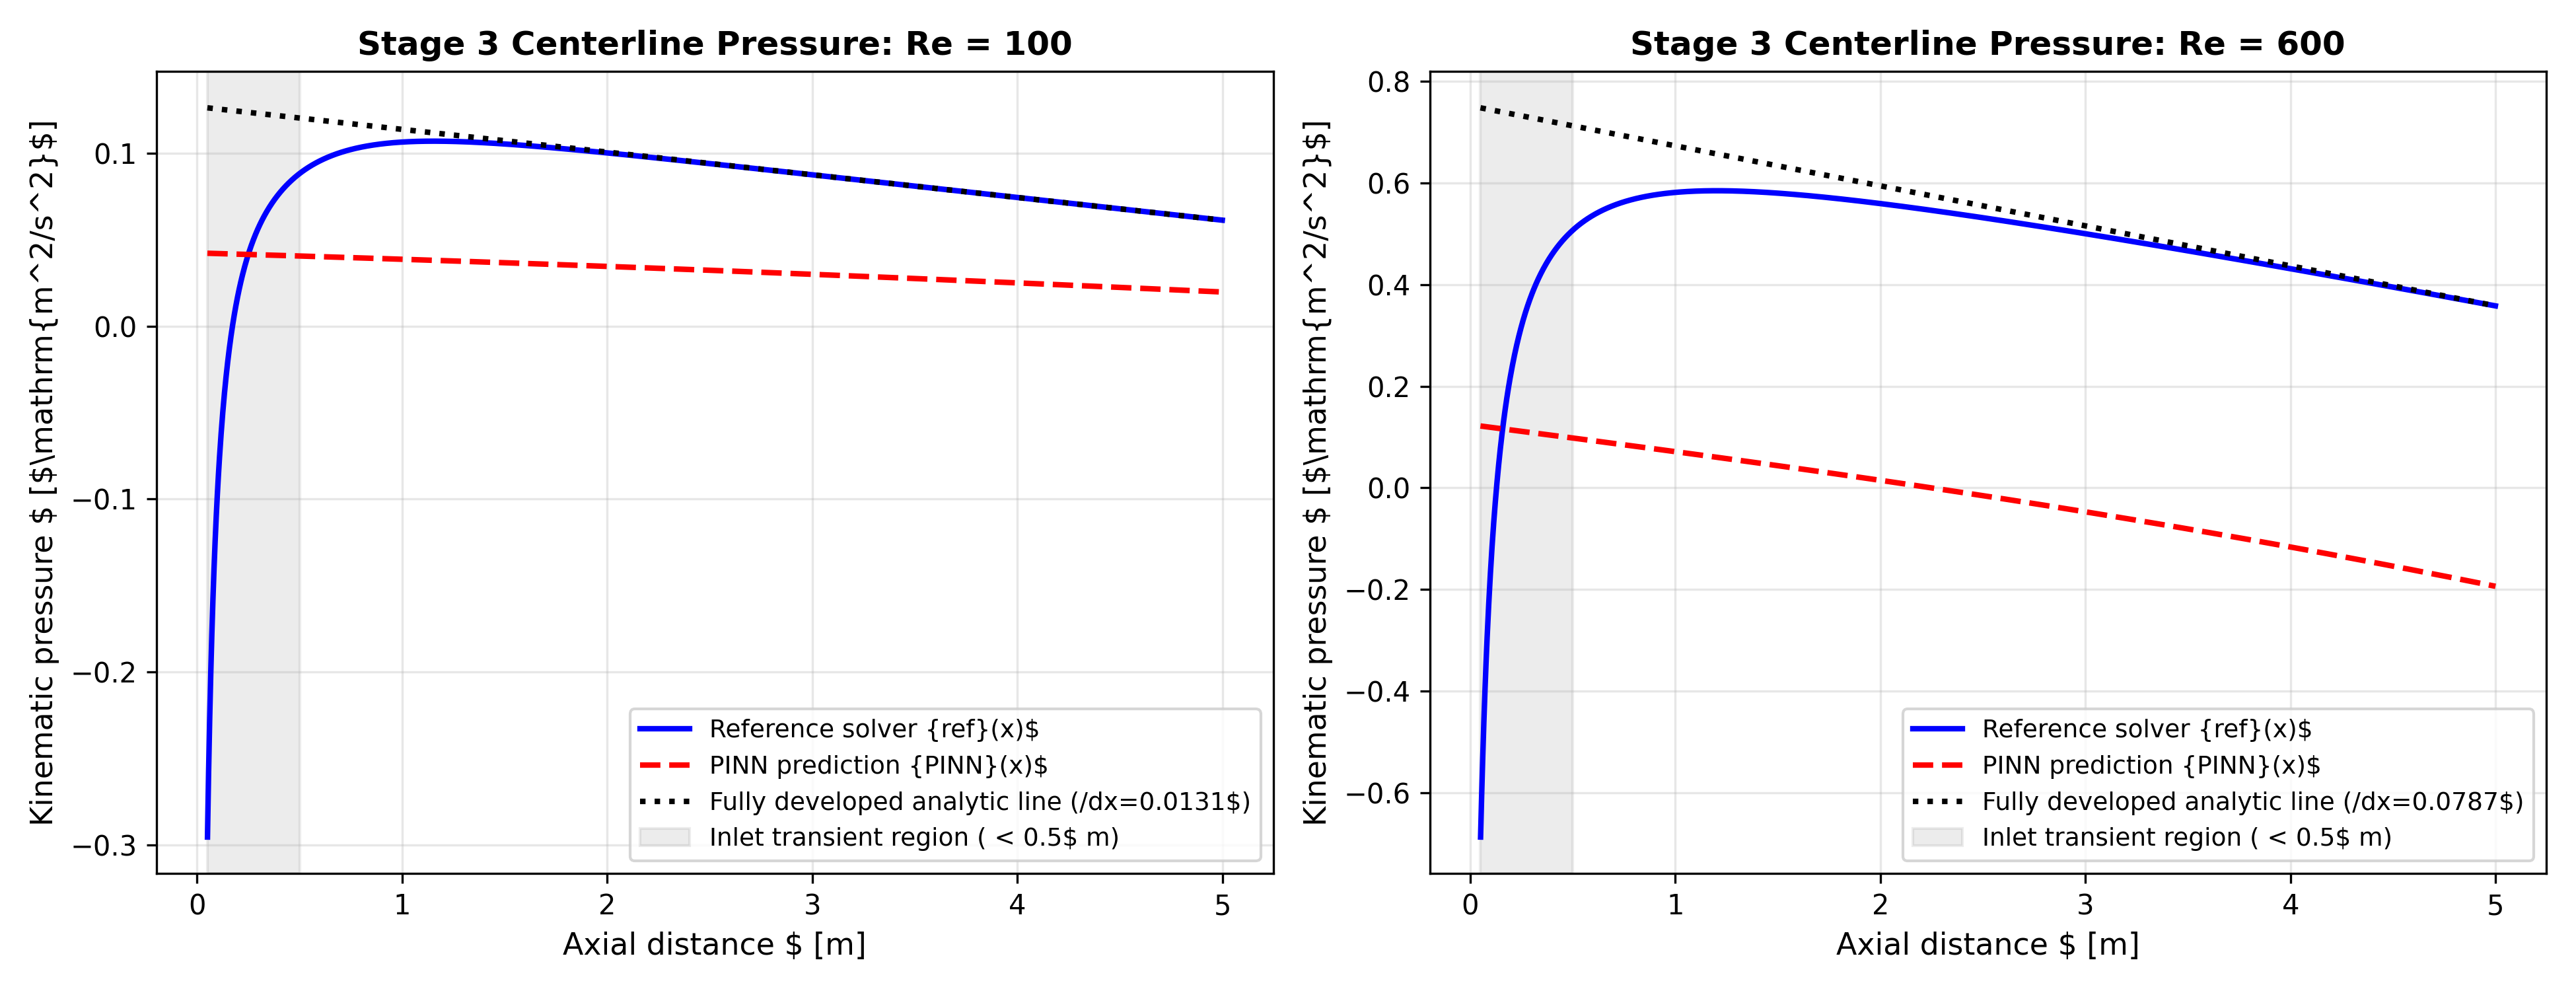 Stage 3 Centerline Pressure: Re = 100
Kinematic pressure $ [$\mathrm{m^2/s^2}$]
0.1
0.0
−0.1
−0.2
−0.3
Reference solver {ref}(x)$
PINN prediction {PINN}(x)$
Fully developed analytic line (/dx=0.0131$)
Inlet transient region ( < 0.5$ m)
0 1 2 3 4 5
Axial distance $ [m]
Stage 3 Centerline Pressure: Re = 600
Kinematic pressure $ [$\mathrm{m^2/s^2}$]
0.8
0.6
0.4
0.2
0.0
−0.2
−0.4
−0.6
Reference solver {ref}(x)$
PINN prediction {PINN}(x)$
Fully developed analytic line (/dx=0.0787$)
Inlet transient region ( < 0.5$ m)
0 1 2 3 4 5
Axial distance $ [m]